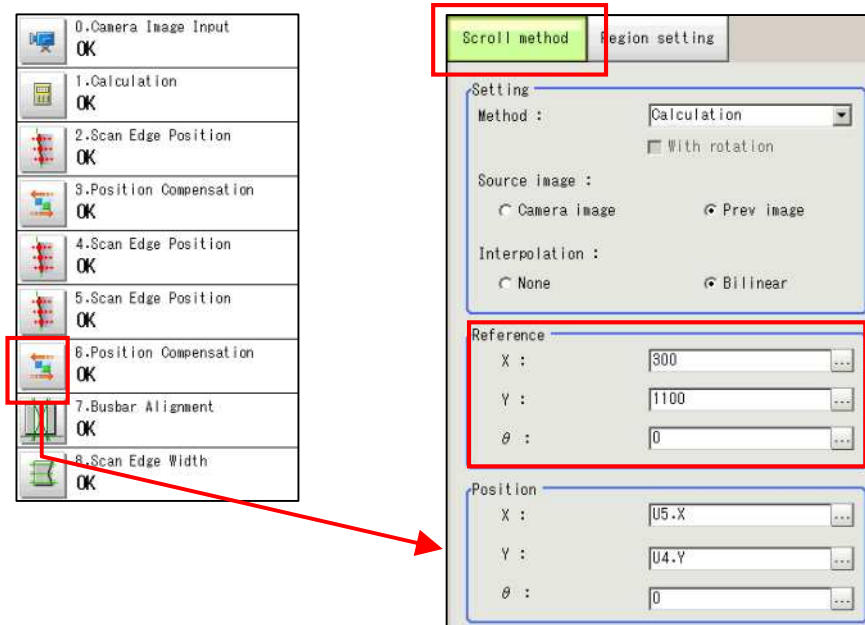 0.Camera Image Input
OK
1.Calculation
OK
2.Scan Edge Position
OK
3.Position Compensation
OK
4.Scan Edge Position
OK
5.Scan Edge Position
OK
6.Position Compensation
OK
7.Busbar Alignment
OK
8.Scan Edge Width
OK
Scroll method Region setting
Setting
Method : Calculation
With rotation
Source image :
Camera image Prev image
Interpolation :
None Bilinear
Reference
X : 300 ...
Y : 1100 ...
θ : 0 ...
Position
X : U5.X ...
Y : U4.Y ...
θ : 0 ...